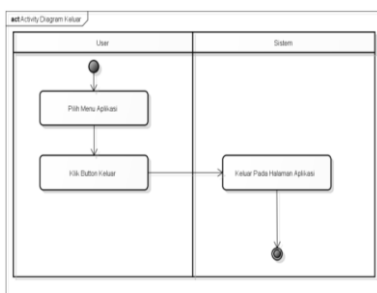 act Activity Diagram Keluar
User
Sistem
Pilih Menu Aplikasi
Klik Button Keluar
Keluar Pada Halaman Aplikasi